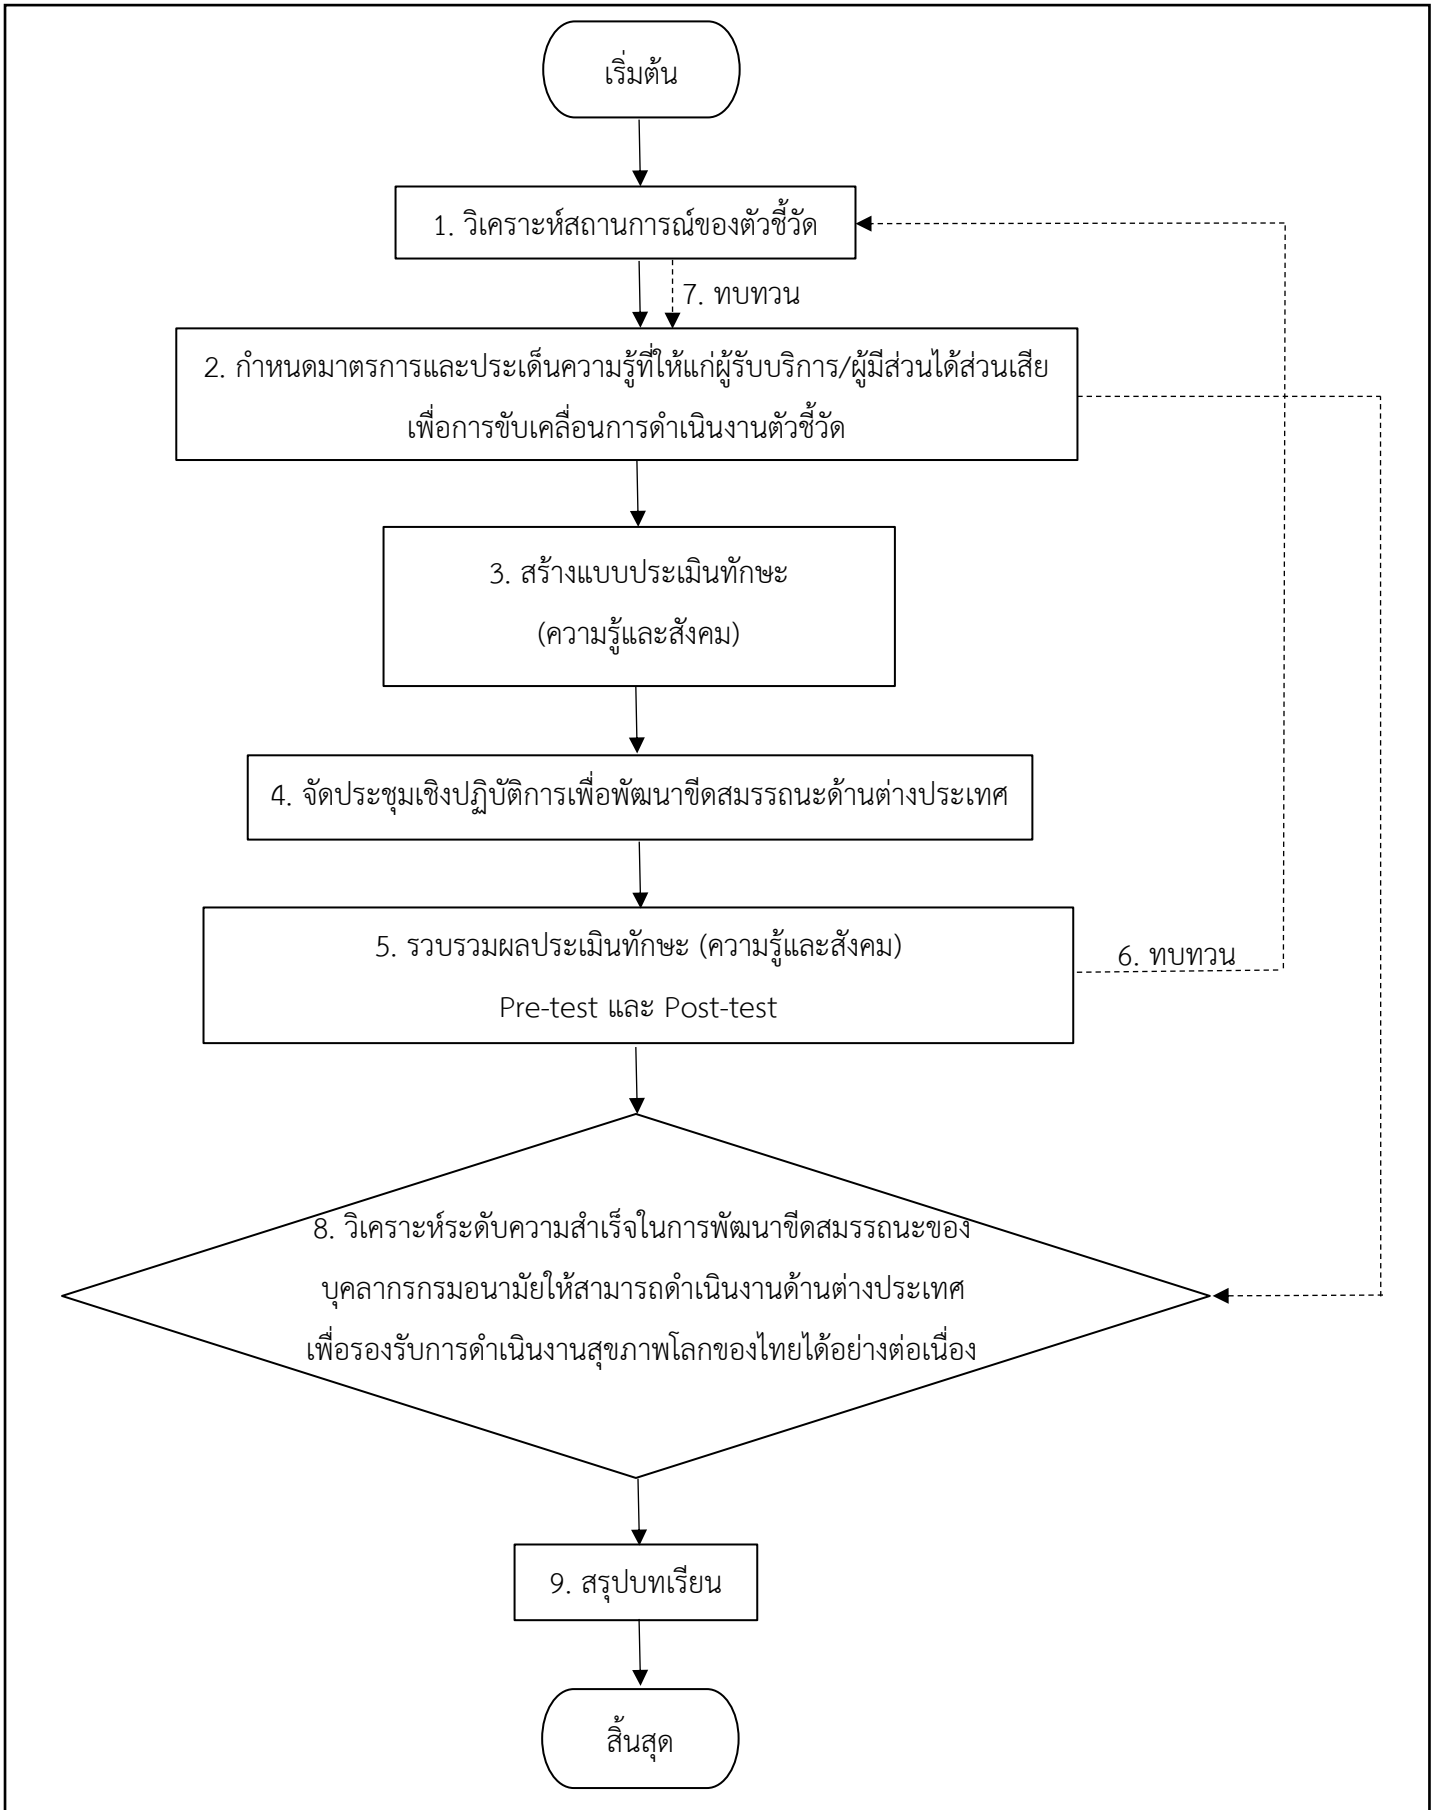 เริ่มต้น
1. วิเคราะห์สถานการณ์ของตัวชี้วัด
7. ทบทวน
2. กำหนดมาตรการและประเด็นความรู้ที่ให้แก่ผู้รับบริการ/ผู้มีส่วนได้ส่วนเสีย
เพื่อการขับเคลื่อนการดำเนินงานตัวชี้วัด
3. สร้างแบบประเมินทักษะ
(ความรู้และสังคม)
4. จัดประชุมเชิงปฏิบัติการเพื่อพัฒนาขีดสมรรถนะด้านต่างประเทศ
5. รวบรวมผลประเมินทักษะ (ความรู้และสังคม)
Pre-test และ Post-test
6. ทบทวน
8. วิเคราะห์ระดับความสำเร็จในการพัฒนาขีดสมรรถนะของ
บุคลากรกรมอนามัยให้สามารถดำเนินงานด้านต่างประเทศ
เพื่อรองรับการดำเนินงานสุขภาพโลกของไทยได้อย่างต่อเนื่อง
9. สรุปบทเรียน
สิ้นสุด